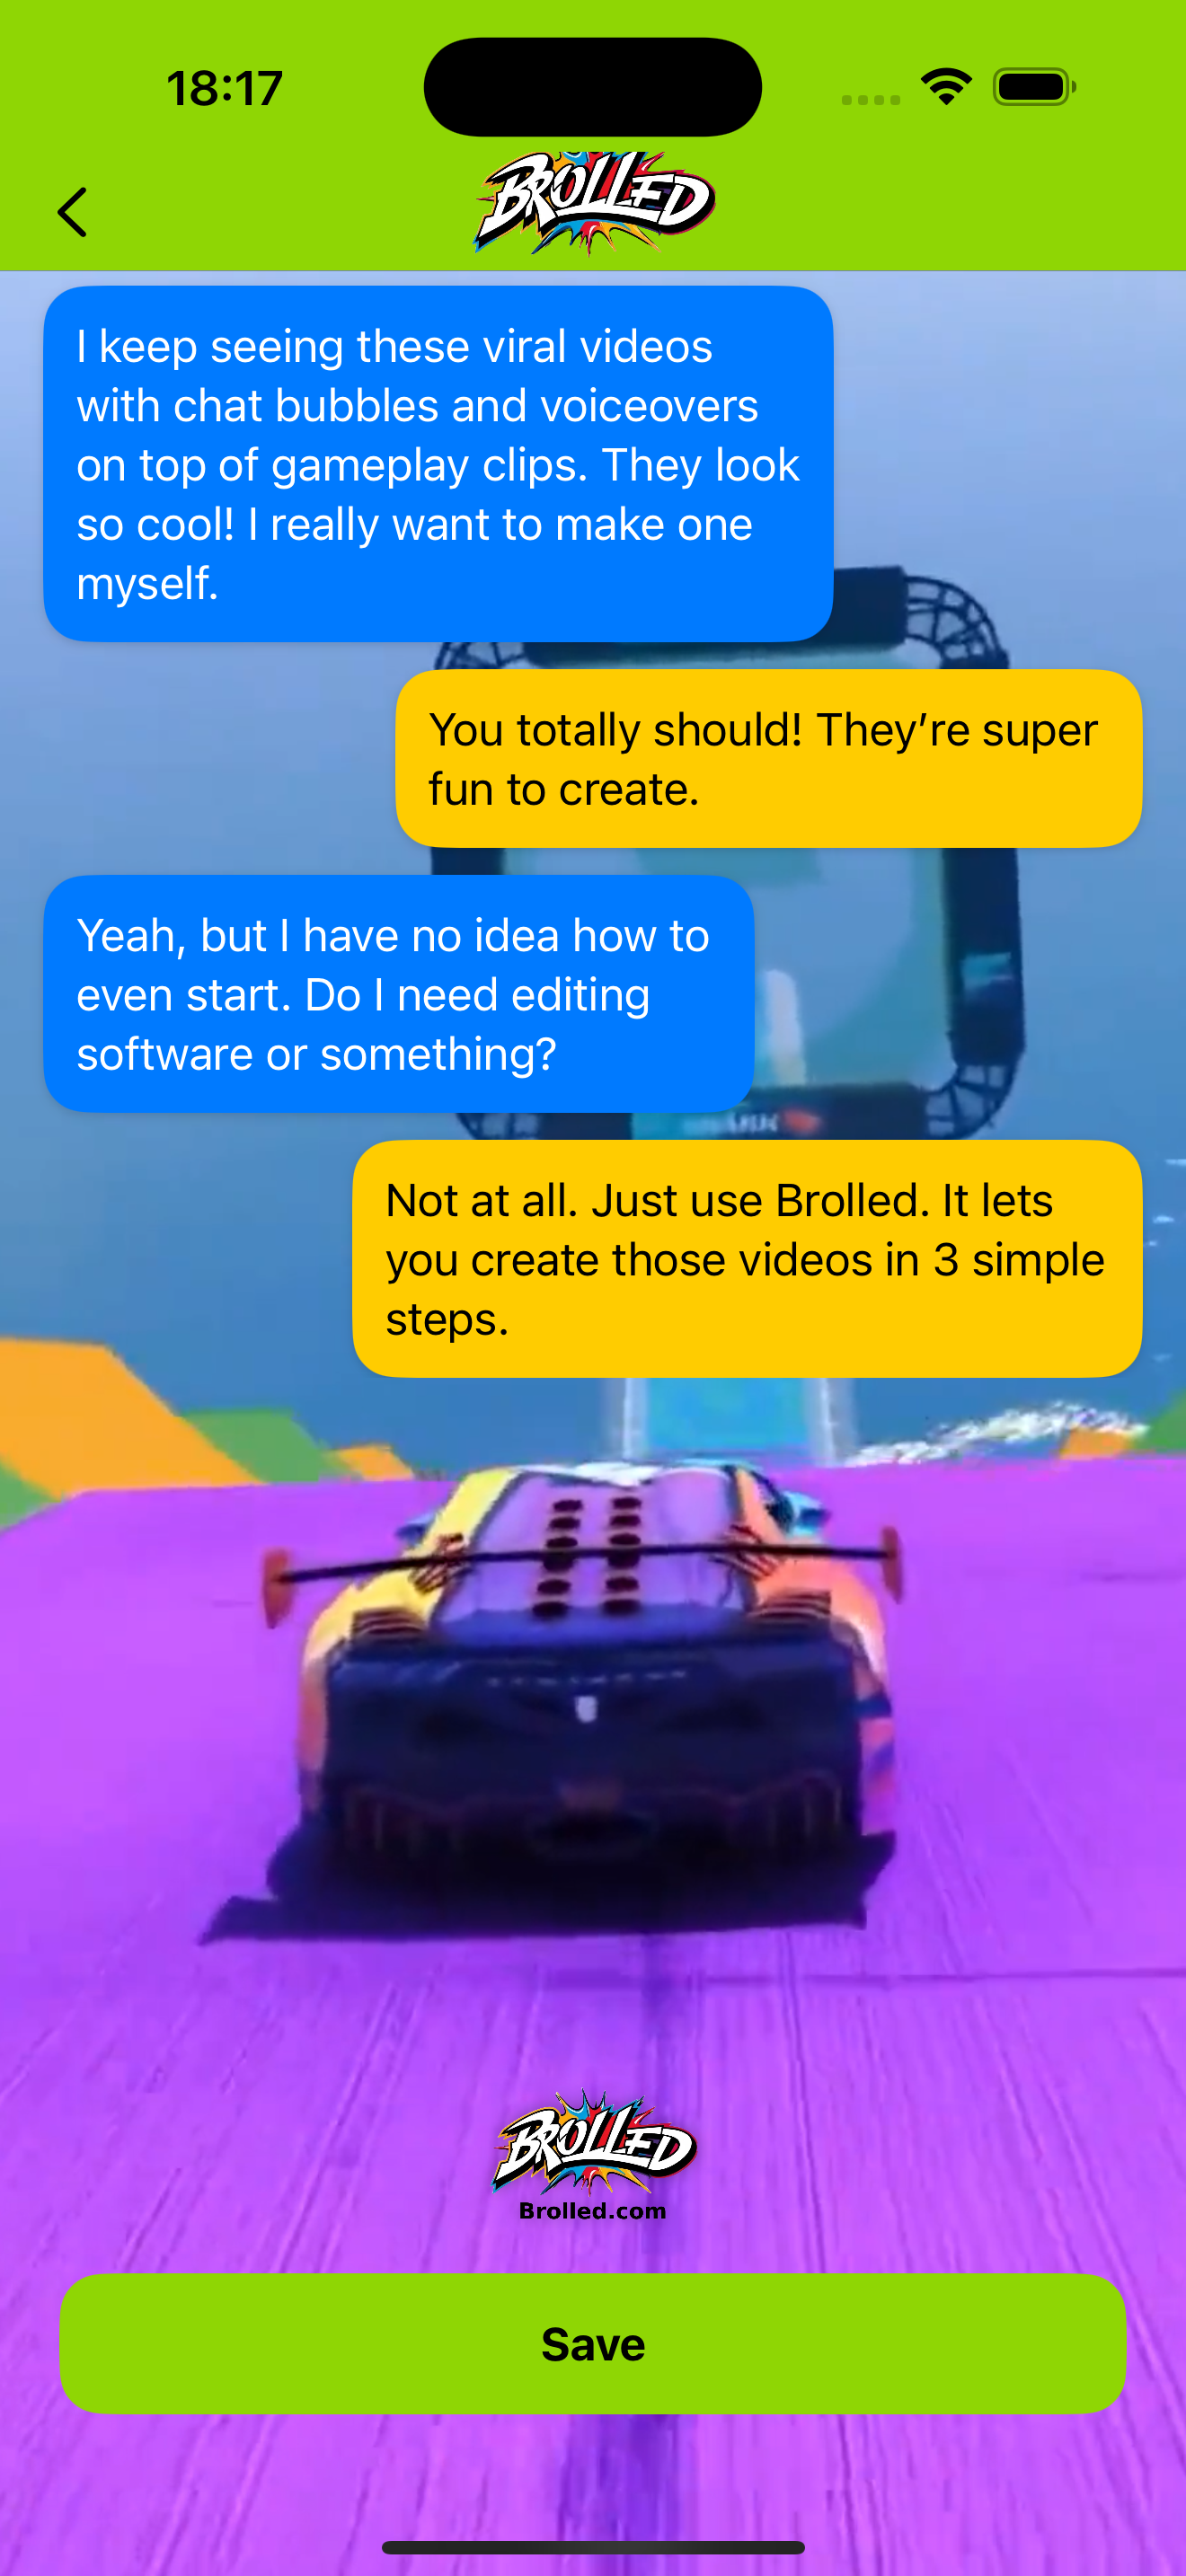 18:17
BROLLED
I keep seeing these viral videos
with chat bubbles and voiceovers
on top of gameplay clips. They look
so cool! I really want to make one
myself.
You totally should! They’re super
fun to create.
Yeah, but I have no idea how to
even start. Do I need editing
software or something?
Not at all. Just use Brolled. It lets
you create those videos in 3 simple
steps.
BROLLED
Brolled.com
Save